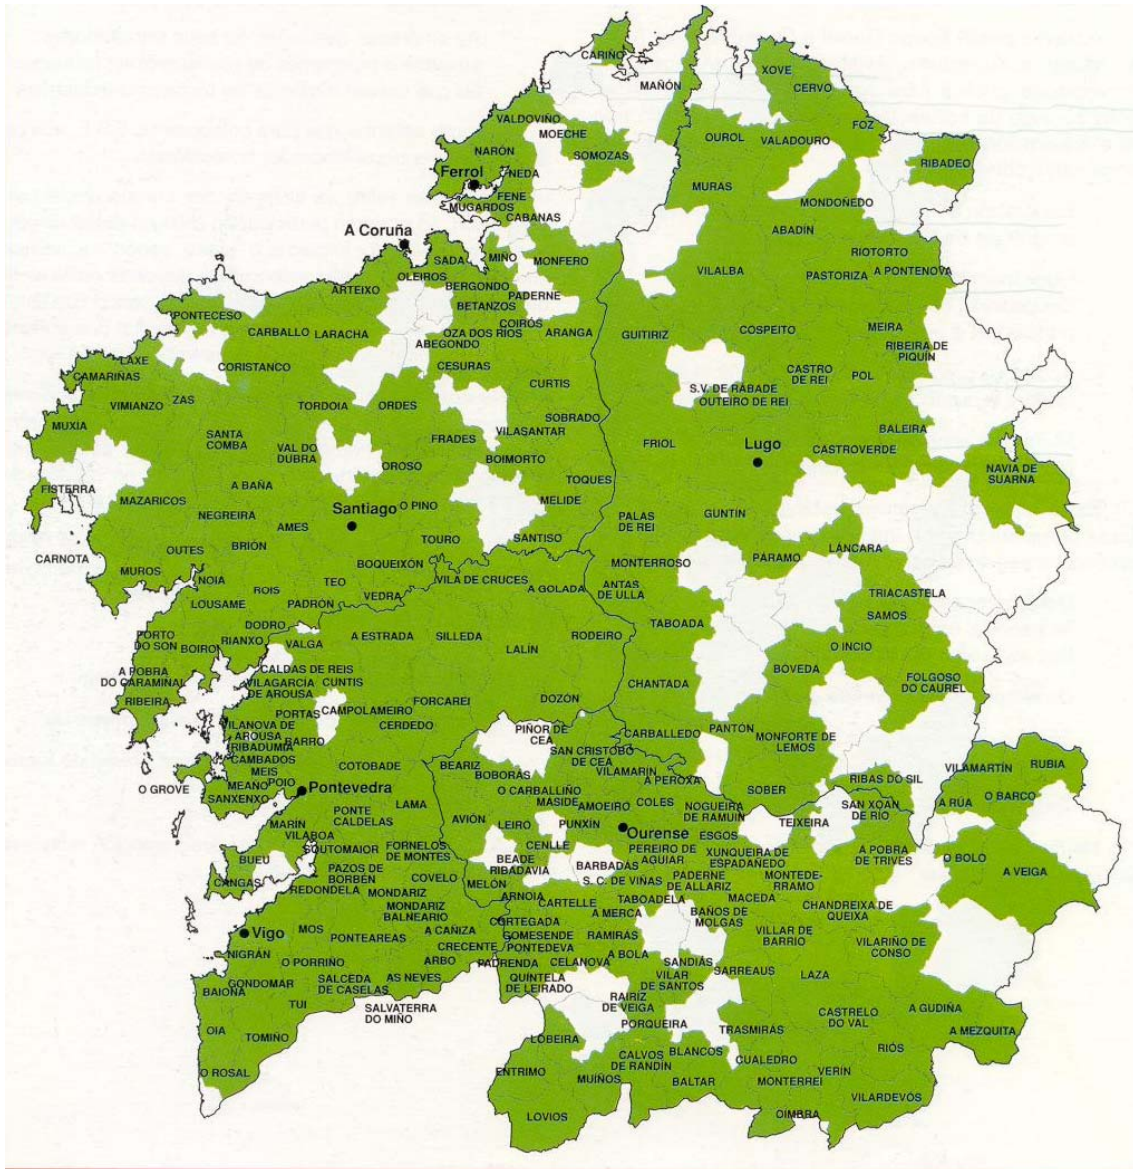 CARIÑO
XOVE
MAÑÓN
CERVO
VALDOVIÑO
MOECHE
FOZ
OUROL
VALADOURO
NARÓN
SOMOZAS
RIBADEO
Ferrol
NEDA
MURAS
FENE
MUGARDOS
MONDOÑEDO
CABANAS
A Coruña
ABADÍN
SADA
MIÑO
MONFERO
RIOTORTO
OLEIROS
VILALBA
PASTORIZA
A PONTENOVA
ARTEIXO
BERGONDO
PADERNE
BETANZOS
PONTECESO
COIRÓS
CARBALLO
LARACHA
OZA DOS RÍOS
ARANGA
GUITIRIZ
COSPEITO
MEIRA
ABEGONDO
RIBEIRA DE
PIQUÍN
LAXE
CORISTANCO
CESURAS
CASTRO
DE REI
POL
CAMARIÑAS
CURTIS
S.V. DE RÁBADE
OUTEIRO DE REI
VIMIANZO
ZAS
TORDOIA
ORDES
SOBRADO
MUXIA
BALEIRA
SANTA
COMBA
VAL DO
DUBRA
FRADES
VILASANTAR
FRIOL
Lugo
CASTROVERDE
BOIMORTO
OROSO
NAVIA DE
SUARNA
FISTERRA
A BAÑA
TOQUES
MAZARICOS
MELIDE
NEGREIRA
Santiago
O PINO
PALAS
DE REI
GUNTIN
AMES
CARNOTA
OUTES
BRIÓN
TOURO
SANTISO
LÁNCARA
MUROS
BOQUEIXÓN
MONTERROSO
PÁRAMO
NOIA
ROIS
TEO
VILA DE CRUCES
A GOLADA
ANTAS
DE ULLA
TRIACASTELA
LOUSAME
PADRÓN
VEDRA
SAMOS
DODRO
TABOADA
PORTO
DO SON
BOIRO
RIANXO
VALGA
A ESTRADA
SILLEDA
LALÍN
RODEIRO
O INCIO
A POBRA
DO CARAMINAL
CALDAS DE REIS
BÓVEDA
FOLGOSO
DO CAUREL
VILAGARCIA
DE AROUSA
CUNTIS
CHANTADA
RIBEIRA
FORCAREI
DOZÓN
PORTAS
CAMPOLAMEIRO
VILANOVA DE
AROUSA
BARRO
CERDEDO
PIÑOR DE
CEA
CARBALLEDO
PANTÓN
MONFORTE DE
LEMOS
RIBADUMIA
CAMBADOS
COTOBADE
BEARIZ
SAN CRISTOBO
DE CEA
VILAMARTÍN
RUBIA
MEIS
BOBORÁS
VILAMARIN
A PEROXA
RIBAS DO SIL
O GROVE
MEAÑO
POIO
Pontevedra
O CARBALLIÑO
SOBER
SANXENXO
LAMA
MASIDE
AMOEIRO
COLES
NOGUEIRA
DE RAMUÍN
SAN XOAN
DE RÍO
A RÚA
O BARCO
MARÍN
PONTE
CALDELAS
AVIÓN
LEIRO
PUNXÍN
Ourense
ESGOS
TEIXEIRA
VILABOA
SOUTOMAIOR
FORNELOS
DE MONTES
CENLLE
PEREIRO DE
AGUIAR
XUNQUEIRA DE
ESPADAÑEDO
A POBRA
DE TRIVES
O BOLO
BUEU
PAZOS DE
BORBÉN
BEADE
RIBADAVIA
BARBADÁS
PADERNE
DE ALLARIZ
MONTEDE-
RRAMO
A VEIGA
CANGAS
REDONDELA
COVELO
MELÓN
S. C. DE VIÑAS
MONDARIZ
ARNOIA
CARTELLE
TABOADELA
MACEDA
CHANDREIXA DE
QUEIXA
MONDARIZ
BALNEARIO
A MERCA
BAÑOS DE
MOLGAS
Vigo
MOS
PONTEAREAS
A CAÑIZA
CORTEGADA
GOMESENDE
RAMIRÁS
VILLAR DE
BARRIO
VILARIÑO DE
CONSO
NIGRÁN
CRECENTE
PONTEDEVA
A BOLA
O PORRIÑO
ARBO
PADRENDA
CELANOVA
SANDIÁS
SARREAUS
LAZA
GONDOMAR
SALCEDA
DE CASELAS
AS NEVES
QUINTELA
DE LEIRADO
VILAR
DE SANTOS
BAIONA
TUI
SALVATERRA
DO MIÑO
RAIRIZ
DE VEIGA
CASTRELO
DO VAL
A GUDIÑA
OIA
TOMIÑO
PORQUEIRA
TRASMIRAS
A MEZQUITA
LOBEIRA
BLANCOS
CUALEDRO
RIÓS
O ROSAL
ENTRIMO
CALVOS
DE RANDÍN
MUIÑOS
BALTAR
MONTERREI
VERIN
VILARDEVÓS
LOVIOS
OÍMBRA